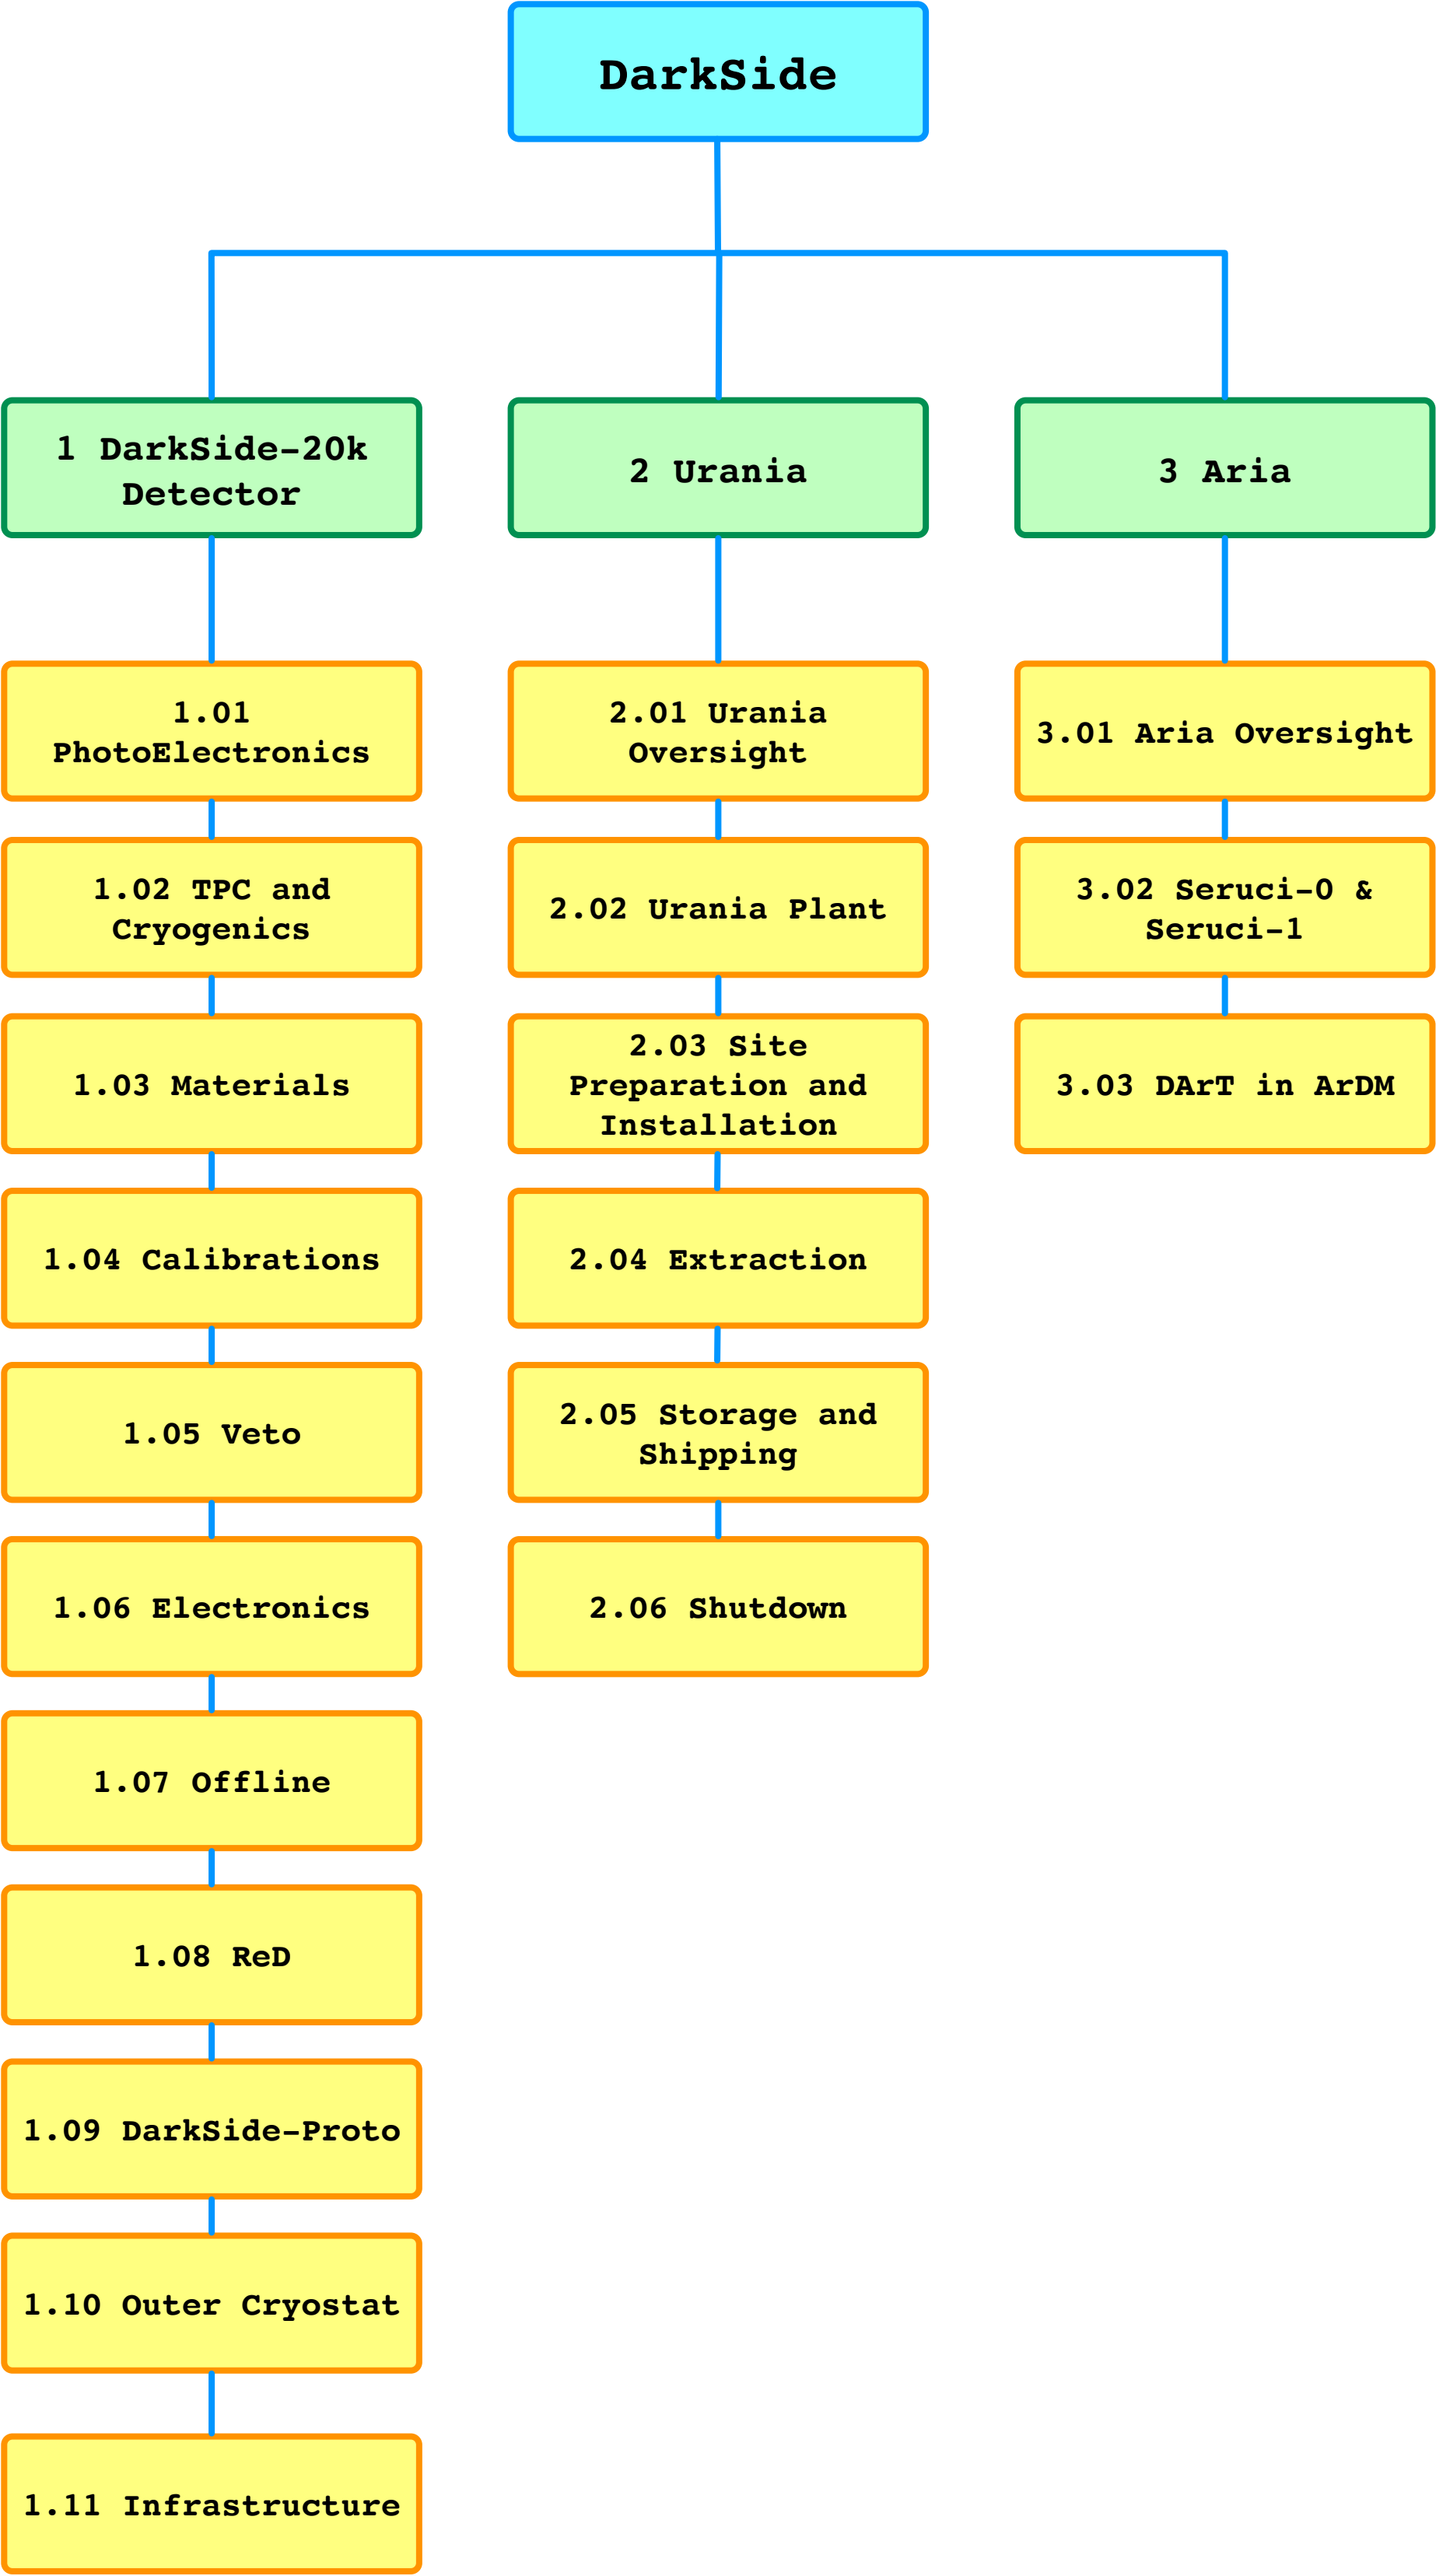 DarkSide
1 DarkSide-20k
Detector
2 Urania
3 Aria
1.01
PhotoElectronics
1.02 TPC and
Cryogenics
1.03 Materials
1.04 Calibrations
1.05 Veto
1.06 Electronics
1.07 Offline
1.08 ReD
1.09 DarkSide-Proto
1.10 Outer Cryostat
1.11 Infrastructure
2.01 Urania
Oversight
2.02 Urania Plant
2.03 Site
Preparation and
Installation
2.04 Extraction
2.05 Storage and
Shipping
2.06 Shutdown
3.01 Aria Oversight
3.02 Seruci-0 &
Seruci-1
3.03 DArT in ArDM